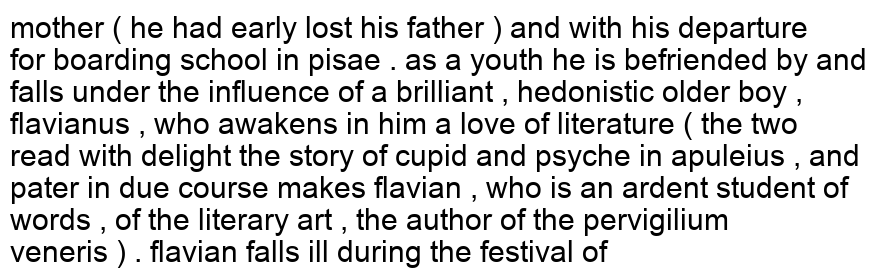 mother ( he had early lost his father ) and with his departure
for boarding school in pisae . as a youth he is befriended by and
falls under the influence of a brilliant , hedonistic older boy ,
flavianus , who awakens in him a love of literature ( the two
read with delight the story of cupid and psyche in apuleius , and
pater in due course makes flavian , who is an ardent student of
words , of the literary art , the author of the pervigilium
veneris ) . flavian falls ill during the festival of